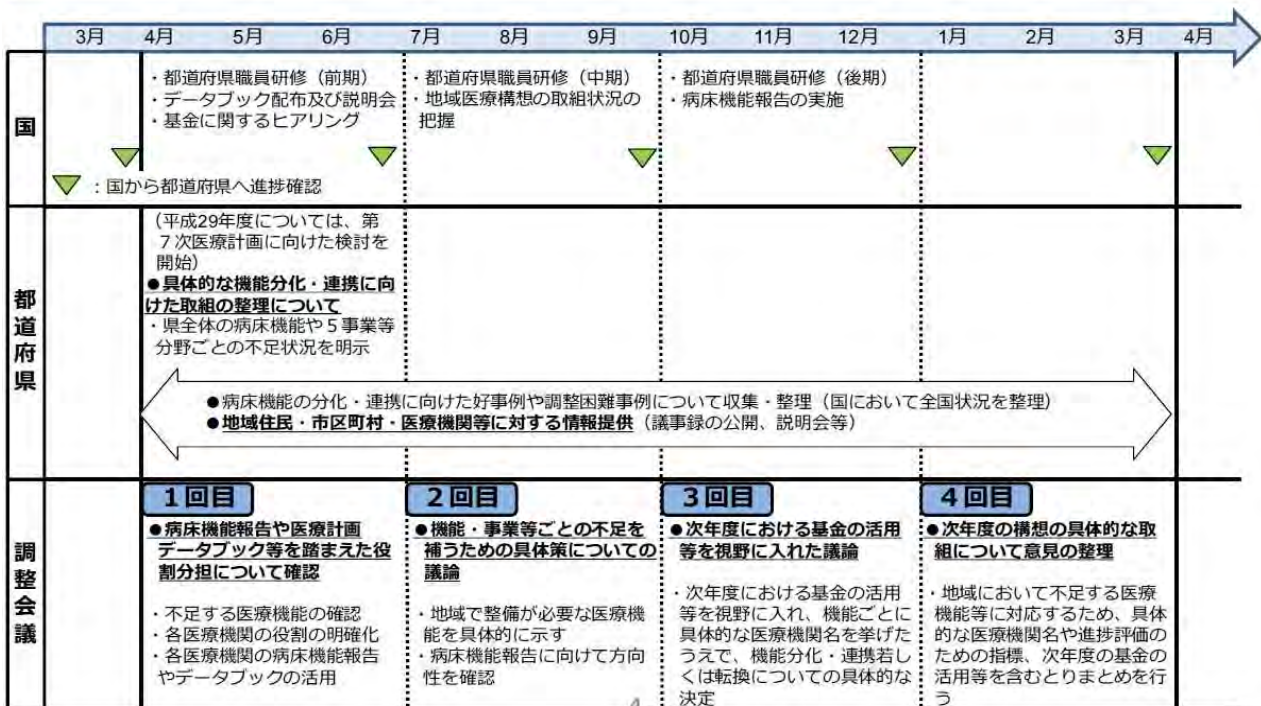 3月 4月 5月 6月 7月 8月 9月 10月 11月 12月 1月 2月 3月 4月
国
・都道府県職員研修（前期）
・データブック配布及び説明会
・基金に関するヒアリング
・都道府県職員研修（中期）
・地域医療構想の取組状況の
把握
・都道府県職員研修（後期）
・病床機能報告の実施
：国から都道府県へ進捗確認
都道府県
（平成29年度については、第
７次医療計画に向けた検討を
開始）
●具体的な機能分化・連携に向
けた取組の整理について
・県全体の病床機能や５事業等
分野ごとの不足状況を明示
●病床機能の分化・連携に向けた好事例や調整困難事例について収集・整理（国において全国状況を整理）
●地域住民・市区町村・医療機関等に対する情報提供（議事録の公開、説明会等）
調整会議
１回目
●病床機能報告や医療計画
データブック等を踏まえた役
割分担について確認
・不足する医療機能の確認
・各医療機関の役割の明確化
・各医療機関の病床機能報告
やデータブックの活用
２回目
●機能・事業等ごとの不足を
補うための具体策についての
議論
・地域で整備が必要な医療機
能を具体的に示す
・病床機能報告に向けて方向
性を確認
３回目
●次年度における基金の活用
等を視野に入れた議論
・次年度における基金の活用
等を視野に入れ、機能ごとに
具体的な医療機関名を挙げた
うえで、機能分化・連携若し
くは転換についての具体的な
決定
４回目
●次年度の構想の具体的な取
組について意見の整理
・地域において不足する医療
機能等に対応するため、具体
的な医療機関名や進捗評価の
ための指標、次年度の基金の
活用等を含むとりまとめを行
う